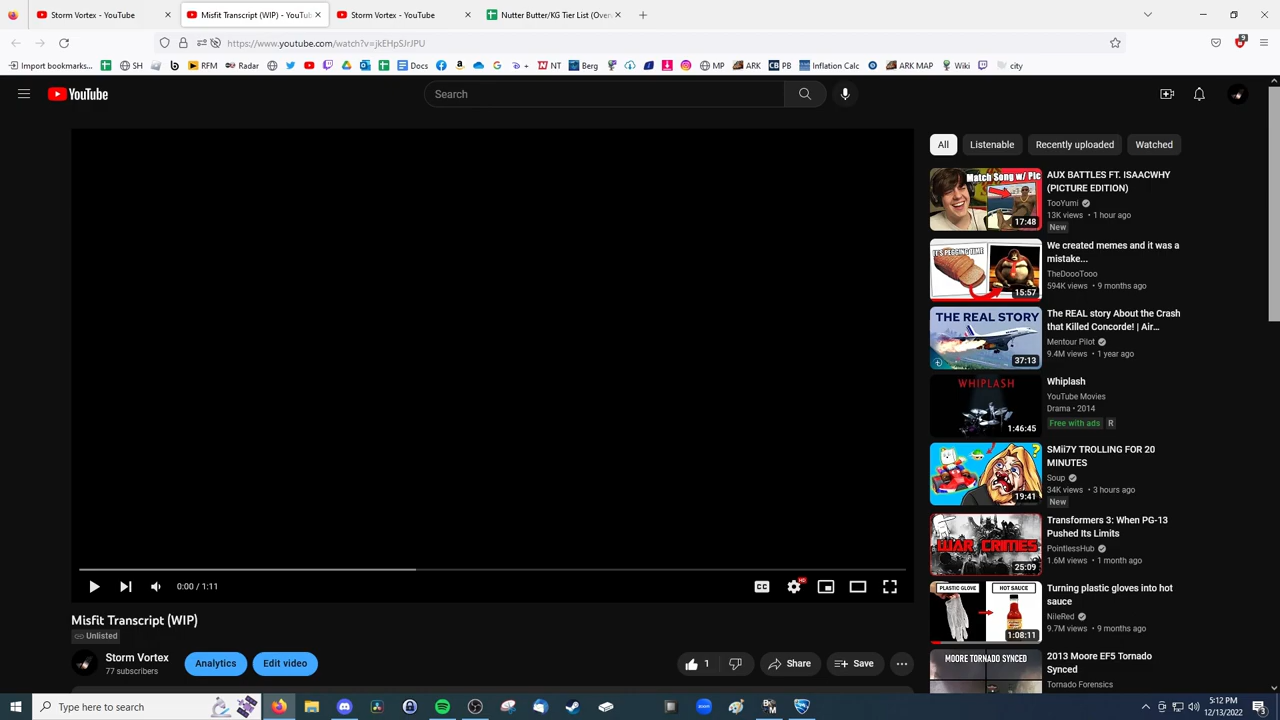 Storm Vortex - YouTube
Misfit Transcript (WIP) - YouTub
Storm Vortex - YouTube
Nutter Butter/KG Tier List (Over
https://www.youtube.com/watch?v=jkEHpSJrJPU
Import bookmarks... SH RFM Radar Docs PB NT Berg MP ARK PB Inflation Calc ARK MAP Wiki city
YouTube
Search
All Listenable Recently uploaded Watched
Match Song w/ Pic
17:48
AUX BATTLES FT. ISAACWHY
(PICTURE EDITION)
TooYumi
13K views • 1 hour ago
New
IT'S PEGGING TIME
15:57
We created memes and it was a
mistake...
TheDoooTooo
594K views • 9 months ago
THE REAL STORY
37:13
The REAL story About the Crash
that Killed Concorde! | Air...
Mentour Pilot
9.4M views • 1 year ago
WHIPLASH
1:46:45
Whiplash
YouTube Movies
Drama • 2014
Free with ads R
19:41
SMii7Y TROLLING FOR 20
MINUTES
Soup
34K views • 3 hours ago
New
WAR CRIMES
25:09
Transformers 3: When PG-13
Pushed Its Limits
PointlessHub
1.6M views • 1 month ago
PLASTIC GLOVE HOT SAUCE
1:08:11
Turning plastic gloves into hot
sauce
NileRed
9.7M views • 9 months ago
MOORE TORNADO SYNCED
2013 Moore EF5 Tornado
Synced
Tornado Forensics
0:00 / 1:11
CC HD
Misfit Transcript (WIP)
Unlisted
Storm Vortex
77 subscribers
Analytics Edit video
Share Save
Type here to search
5:12 PM
12/13/2022